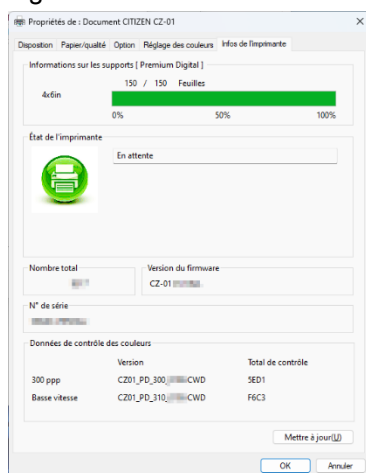 Propriétés de : Document CITIZEN CZ-01
Disposition Papier/qualité Option Réglage des couleurs Infos de l'imprimante
Informations sur les supports [ Premium Digital ]
150 / 150 Feuilles
4x6in
0% 50% 100%
État de l'imprimante
En attente
Nombre total Version du firmware
CZ-01
N° de série
Données de contrôle des couleurs
Version Total de contrôle
300 ppp CZ01_PD_300_ CWD 5ED1
Basse vitesse CZ01_PD_310_ CWD F6C3
Mettre à jour(U)
OK Annuler